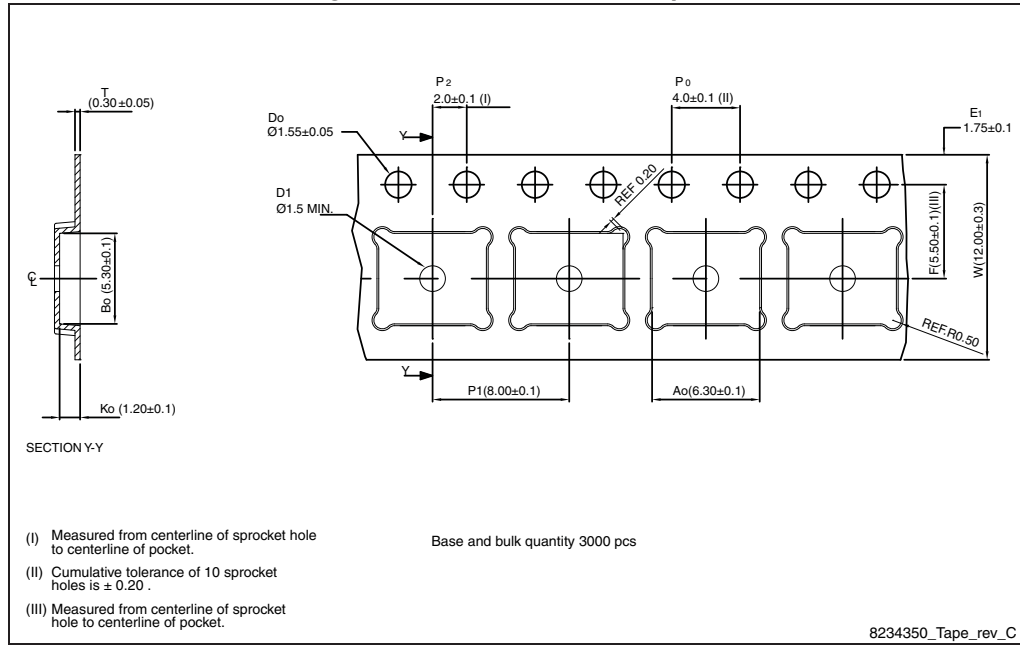 T
(0.30±0.05)
P2
2.0±0.1 (I)
P0
4.0±0.1 (II)
E1
1.75±0.1
Do
Ø1.55±0.05
Y
D1
Ø1.5 MIN.
REF 0.20
F(5.50±0.1)(III)
W(12.00±0.3)
℄
Bo (5.30±0.1)
REF.R0.50
Y
P1(8.00±0.1)
Ao(6.30±0.1)
Ko (1.20±0.1)
SECTION Y-Y
(I) Measured from centerline of sprocket hole
to centerline of pocket.
Base and bulk quantity 3000 pcs
(II) Cumulative tolerance of 10 sprocket
holes is ± 0.20 .
(III) Measured from centerline of sprocket
hole to centerline of pocket.
8234350_Tape_rev_C